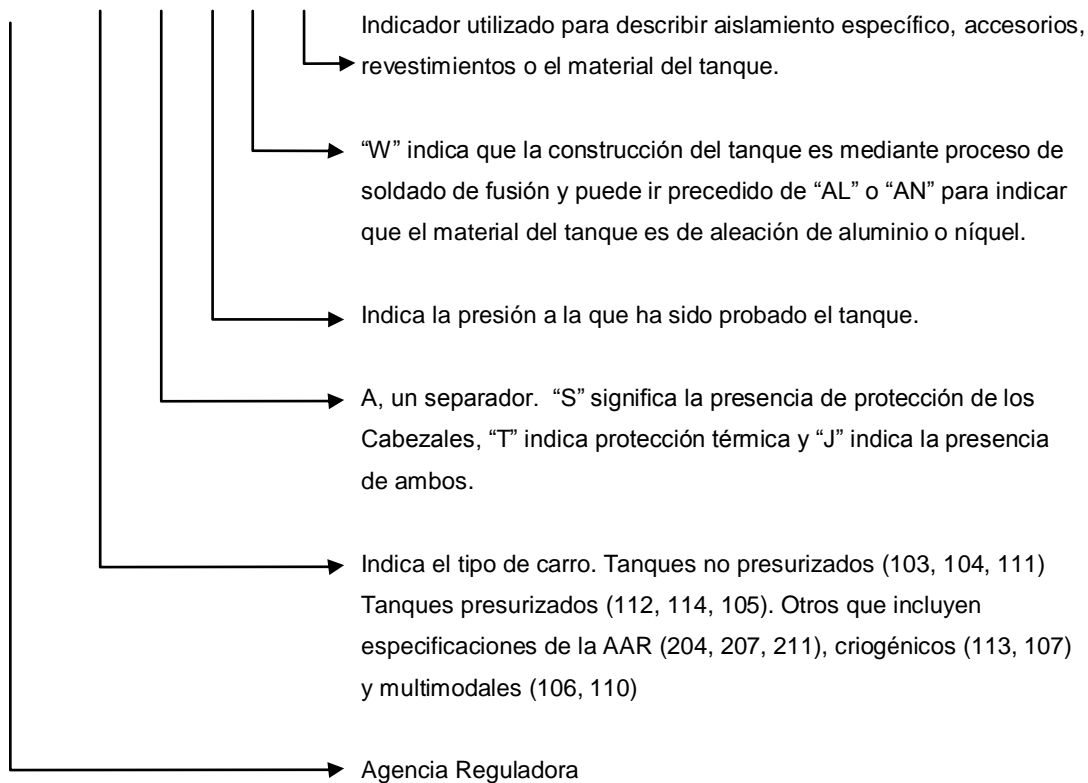 Indicador utilizado para describir aislamiento específico, accesorios,
revestimientos o el material del tanque.
“W” indica que la construcción del tanque es mediante proceso de
soldado de fusión y puede ir precedido de “AL” o “AN” para indicar
que el material del tanque es de aleación de aluminio o níquel.
Indica la presión a la que ha sido probado el tanque.
A, un separador.  “S” significa la presencia de protección de los
Cabezales, “T” indica protección térmica y “J” indica la presencia
de ambos.
Indica el tipo de carro. Tanques no presurizados (103, 104, 111)
Tanques presurizados (112, 114, 105). Otros que incluyen
especificaciones de la AAR (204, 207, 211), criogénicos (113, 107)
y multimodales (106, 110)
Agencia Reguladora